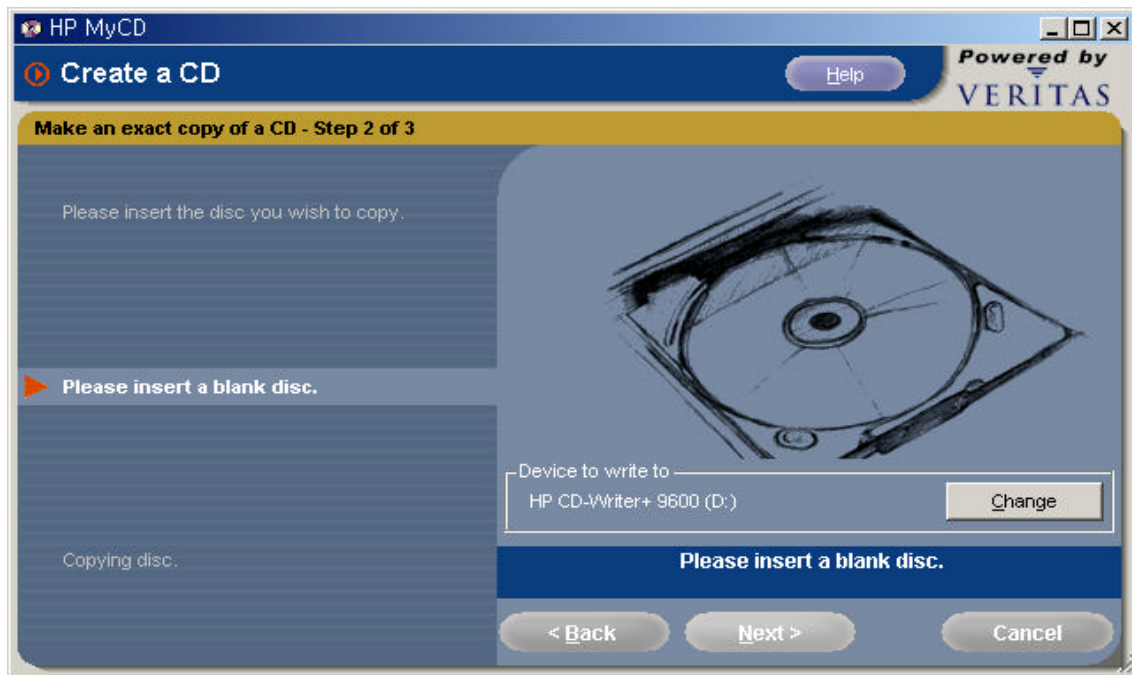 HP MyCD
Create a CD
Help
Powered by
VERITAS
Make an exact copy of a CD - Step 2 of 3
Please insert the disc you wish to copy.
Please insert a blank disc.
Copying disc.
Device to write to
HP CD-Writer+ 9600 (D:)
Change
Please insert a blank disc.
< Back
Next >
Cancel